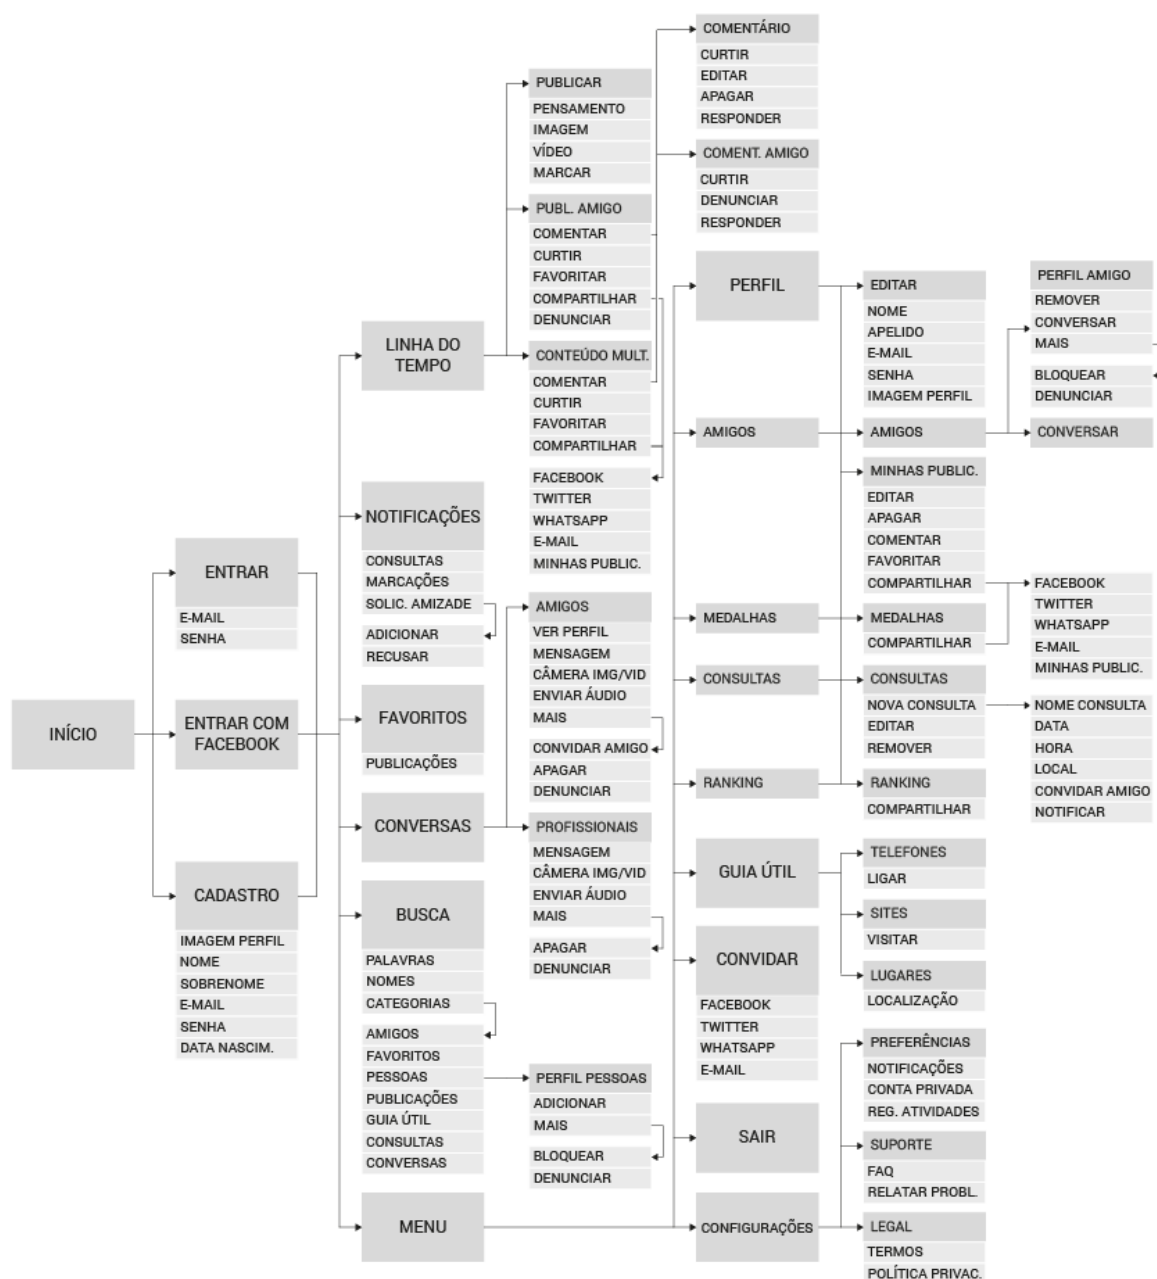 INÍCIO
ENTRAR
E-MAIL
SENHA
ENTRAR COM
FACEBOOK
CADASTRO
IMAGEM PERFIL
NOME
SOBRENOME
E-MAIL
SENHA
DATA NASCIM.
LINHA DO
TEMPO
NOTIFICAÇÕES
CONSULTAS
MARCAÇÕES
SOLIC. AMIZADE
ADICIONAR
RECUSAR
FAVORITOS
PUBLICAÇÕES
CONVERSAS
BUSCA
PALAVRAS
NOMES
CATEGORIAS
AMIGOS
FAVORITOS
PESSOAS
PUBLICAÇÕES
GUIA ÚTIL
CONSULTAS
CONVERSAS
MENU
PUBLICAR
PENSAMENTO
IMAGEM
VÍDEO
MARCAR
PUBL. AMIGO
COMENTAR
CURTIR
FAVORITAR
COMPARTILHAR
DENUNCIAR
CONTEÚDO MULT.
COMENTAR
CURTIR
FAVORITAR
COMPARTILHAR
FACEBOOK
TWITTER
WHATSAPP
E-MAIL
MINHAS PUBLIC.
AMIGOS
VER PERFIL
MENSAGEM
CÂMERA IMG/VID
ENVIAR ÁUDIO
MAIS
CONVIDAR AMIGO
APAGAR
DENUNCIAR
PROFISSIONAIS
MENSAGEM
CÂMERA IMG/VID
ENVIAR ÁUDIO
MAIS
APAGAR
DENUNCIAR
PERFIL PESSOAS
ADICIONAR
MAIS
BLOQUEAR
DENUNCIAR
COMENTÁRIO
CURTIR
EDITAR
APAGAR
RESPONDER
COMENT. AMIGO
CURTIR
DENUNCIAR
RESPONDER
PERFIL
AMIGOS
MEDALHAS
CONSULTAS
RANKING
GUIA ÚTIL
CONVIDAR
FACEBOOK
TWITTER
WHATSAPP
E-MAIL
SAIR
CONFIGURAÇÕES
EDITAR
NOME
APELIDO
E-MAIL
SENHA
IMAGEM PERFIL
AMIGOS
MINHAS PUBLIC.
EDITAR
APAGAR
COMENTAR
FAVORITAR
COMPARTILHAR
MEDALHAS
COMPARTILHAR
CONSULTAS
NOVA CONSULTA
EDITAR
REMOVER
RANKING
COMPARTILHAR
TELEFONES
LIGAR
SITES
VISITAR
LUGARES
LOCALIZAÇÃO
PREFERÊNCIAS
NOTIFICAÇÕES
CONTA PRIVADA
REG. ATIVIDADES
SUPORTE
FAQ
RELATAR PROBL.
LEGAL
TERMOS
POLÍTICA PRIVAC.
PERFIL AMIGO
REMOVER
CONVERSAR
MAIS
BLOQUEAR
DENUNCIAR
CONVERSAR
FACEBOOK
TWITTER
WHATSAPP
E-MAIL
MINHAS PUBLIC.
NOME CONSULTA
DATA
HORA
LOCAL
CONVIDAR AMIGO
NOTIFICAR